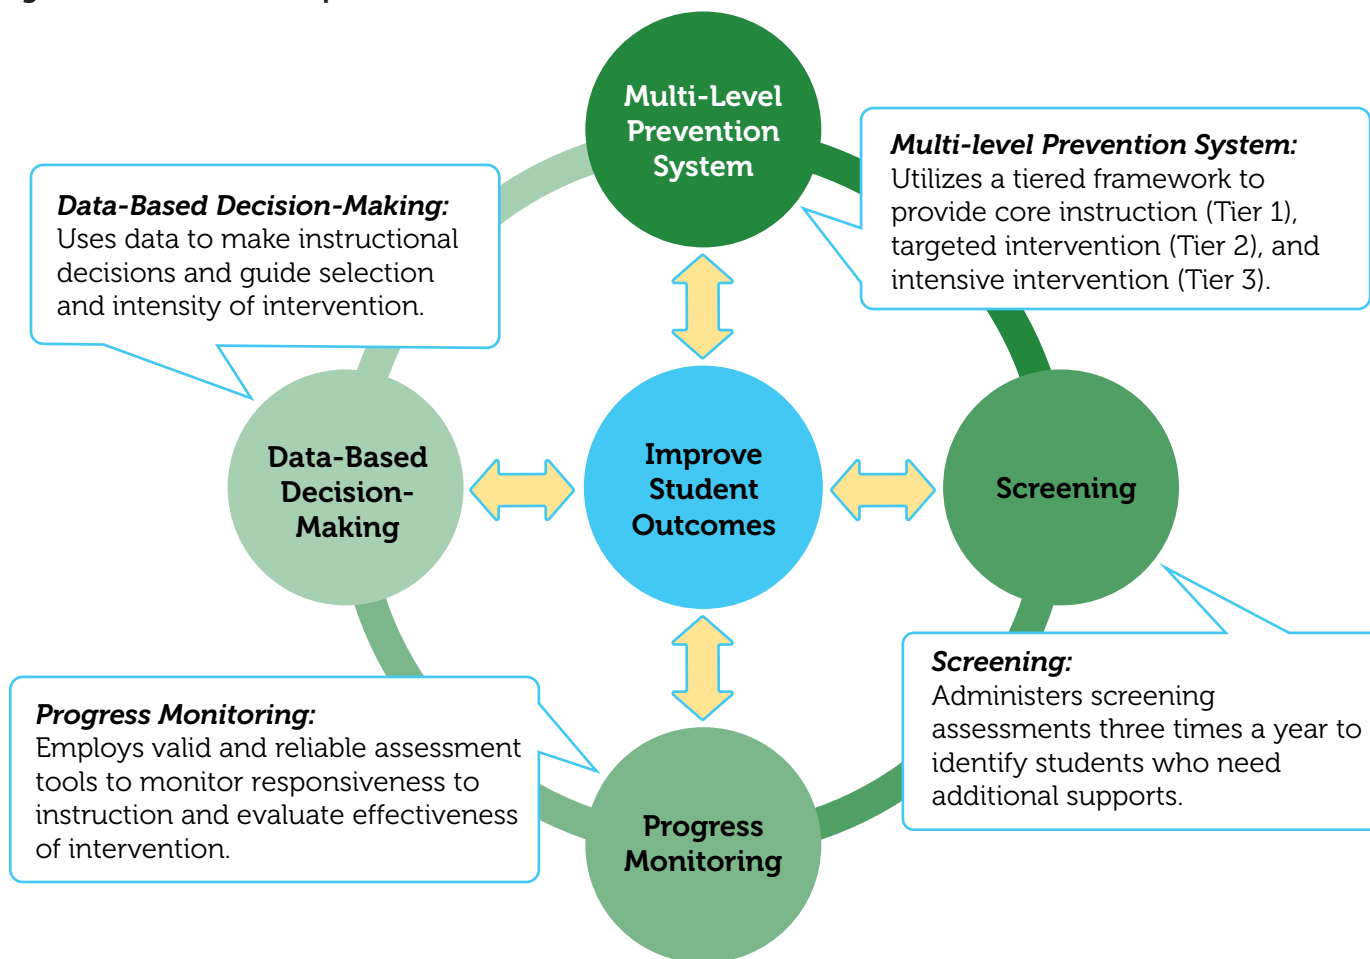 Multi-Level
Prevention
System
Multi-level Prevention System:
Utilizes a tiered framework to
provide core instruction (Tier 1),
targeted intervention (Tier 2), and
intensive intervention (Tier 3).
Data-Based Decision-Making:
Uses data to make instructional
decisions and guide selection
and intensity of intervention.
Data-Based
Decision-
Making
Improve
Student
Outcomes
Screening
Screening:
Administers screening
assessments three times a year to
identify students who need
additional supports.
Progress Monitoring:
Employs valid and reliable assessment
tools to monitor responsiveness to
instruction and evaluate effectiveness
of intervention.
Progress
Monitoring